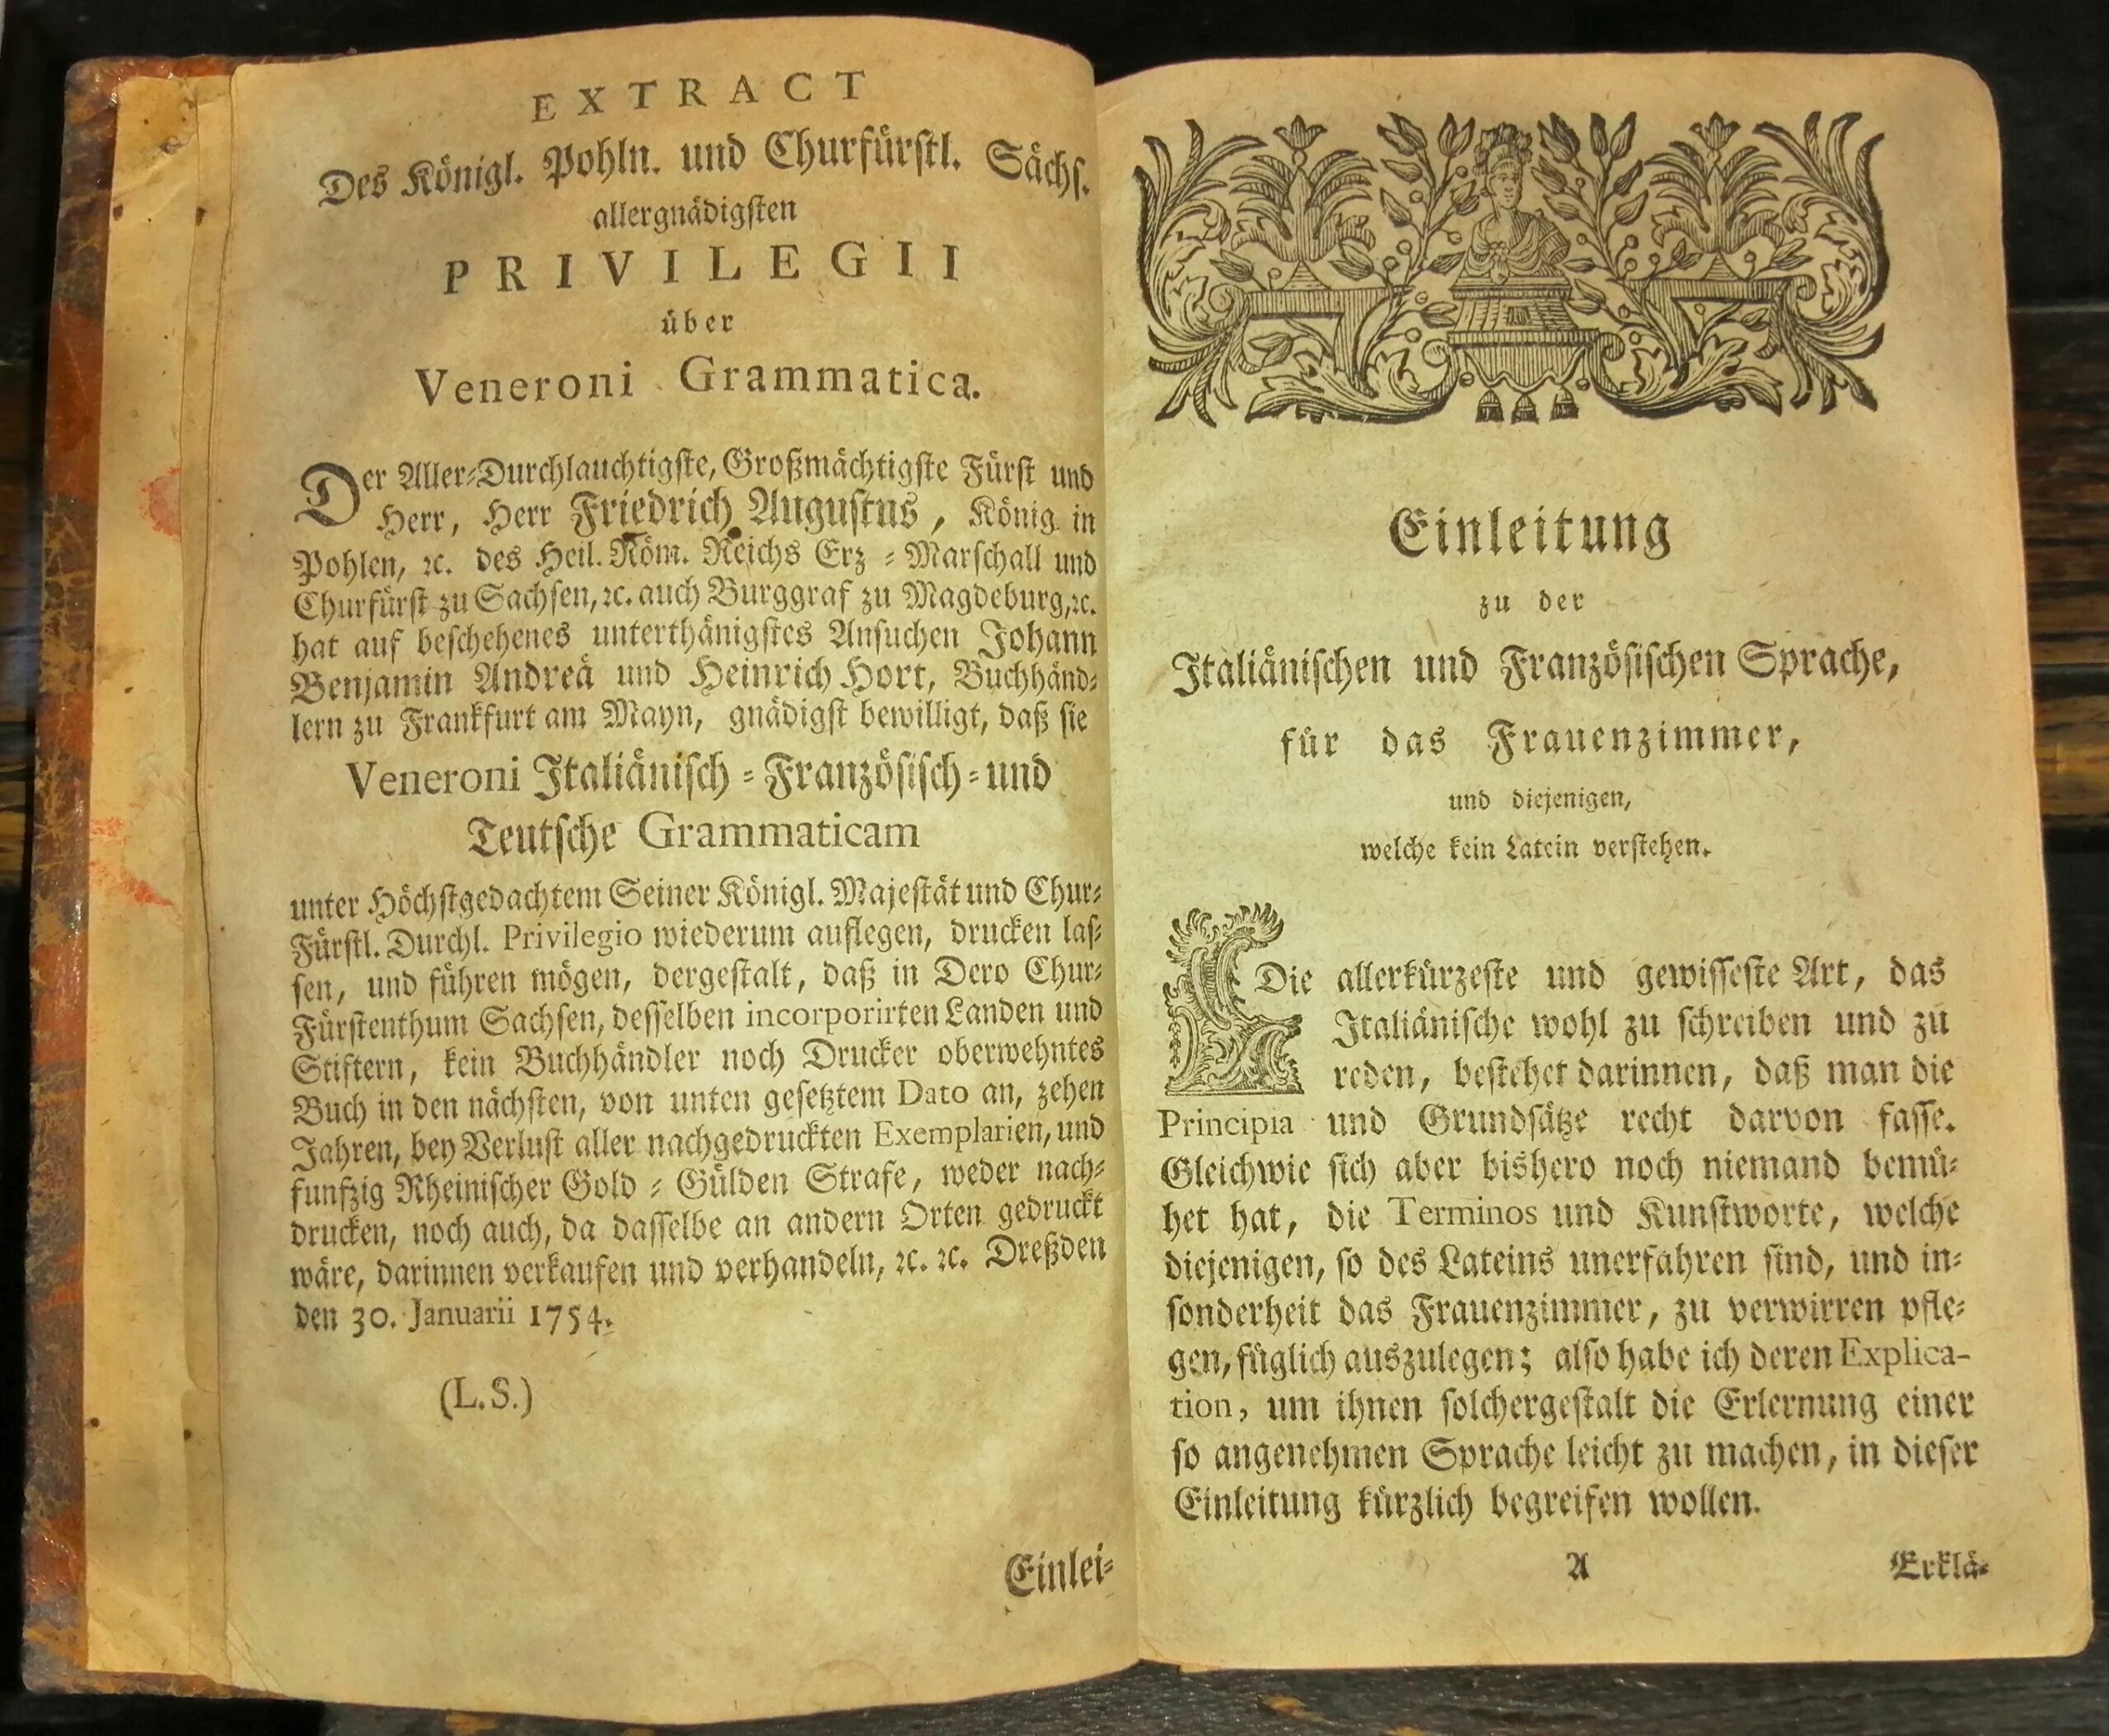 EXTRACT
Des Königl. Pohln. und Churfürstl. Sächs.
allergnädigsten
PRIVILEGII
über
Veneroni Grammatica.
Der Aller-Durchlauchtigste, Großmächtigste Fürst und
Herr, Herr Friedrich Augustus, König in
Pohlen, ꝛc. des Heil. Röm. Reichs Erz-Marschall und
Churfürst zu Sachsen, ꝛc. auch Burggraf zu Magdeburg, ꝛc.
hat auf beschehenes unterthänigstes Ansuchen Johann
Benjamin Andreä und Heinrich Hort, Buchhänd-
lern zu Frankfurt am Mayn, gnädigst bewilligt, daß sie
Veneroni Italiänisch-Französisch-und
Teutsche Grammaticam
unter Höchstgedachtem Seiner Königl. Majestät und Chur-
Fürstl. Durchl. Privilegio wiederum auflegen, drucken las-
sen, und führen mögen, dergestalt, daß in Dero Chur-
Fürstenthum Sachsen, desselben incorporirten Landen und
Stiftern, kein Buchhändler noch Drucker oberwehntes
Buch in den nächsten, von unten gesetztem Dato an, zehen
Jahren, bey Verlust aller nachgedruckten Exemplarien, und
funfzig Rheinischer Gold-Gülden Strafe, weder nach-
drucken, noch auch, da dasselbe an andern Orten gedruckt
wäre, darinnen verkaufen und verhandeln, ꝛc. ꝛc. Dreßden
den 30. Januarii 1754.
(L.S.)
Einlei-
Einleitung
zu der
Italiänischen und Französischen Sprache,
für das Frauenzimmer,
und diejenigen,
welche kein Latein verstehen.
Die allerkürzeste und gewisseste Art, das
Italiänische wohl zu schreiben und zu
reden, bestehet darinnen, daß man die
Principia und Grundsätze recht darvon fasse.
Gleichwie sich aber bishero noch niemand bemü-
het hat, die Terminos und Kunstworte, welche
diejenigen, so des Lateins unerfahren sind, und in-
sonderheit das Frauenzimmer, zu verwirren pfle-
gen, füglich auszulegen; also habe ich deren Explica-
tion, um ihnen solchergestalt die Erlernung einer
so angenehmen Sprache leicht zu machen, in dieser
Einleitung kürzlich begreifen wollen.
A
Erklä-